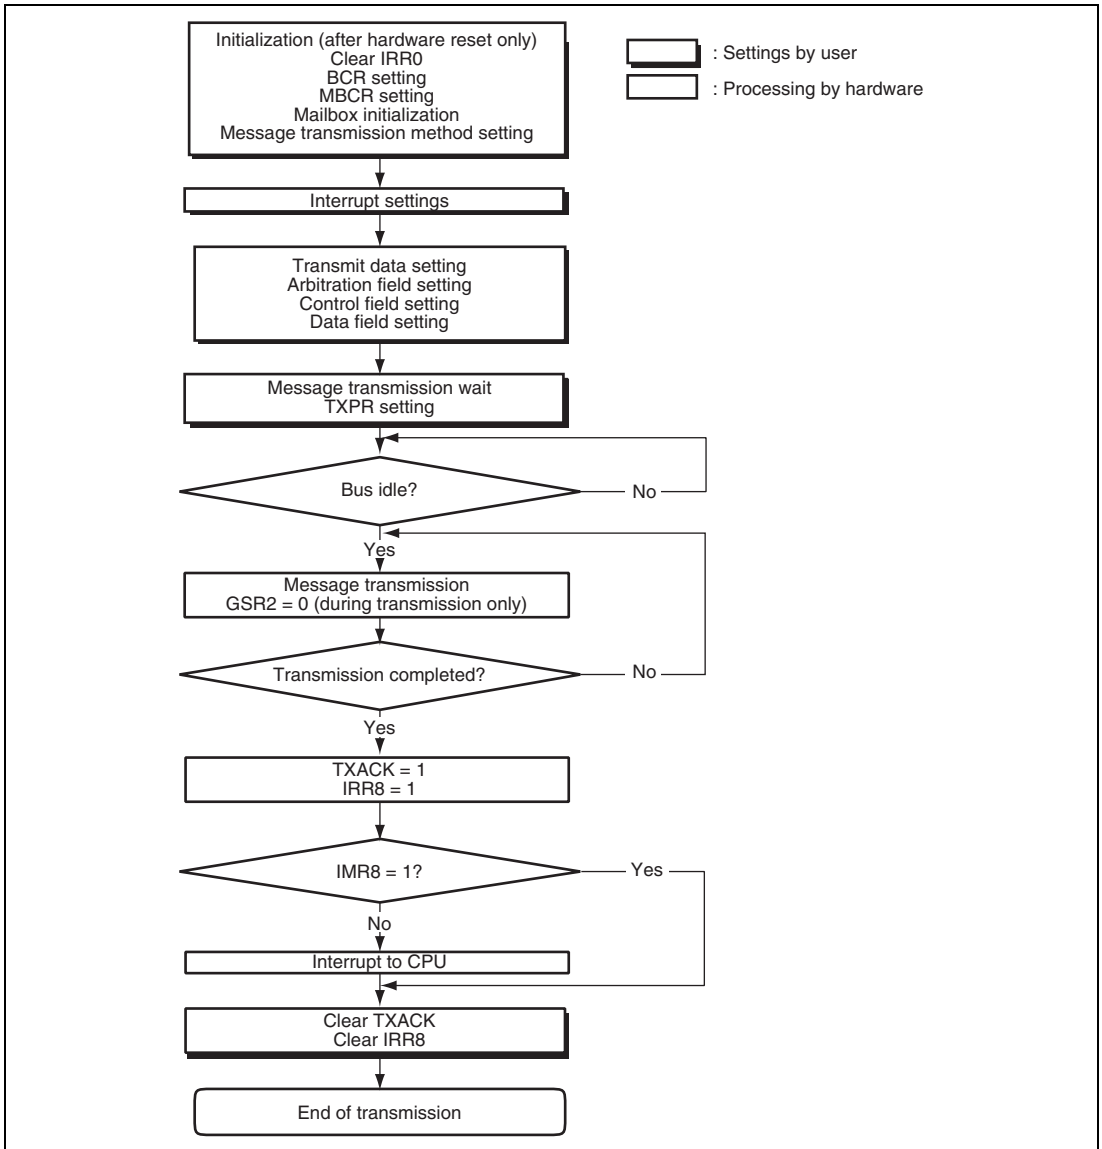 Initialization (after hardware reset only)
Clear IRR0
BCR setting
MBCR setting
Mailbox initialization
Message transmission method setting
: Settings by user
: Processing by hardware
Interrupt settings
Transmit data setting
Arbitration field setting
Control field setting
Data field setting
Message transmission wait
TXPR setting
Bus idle?
No
Yes
Message transmission
GSR2 = 0 (during transmission only)
Transmission completed?
No
Yes
TXACK = 1
IRR8 = 1
IMR8 = 1?
Yes
No
Interrupt to CPU
Clear TXACK
Clear IRR8
End of transmission